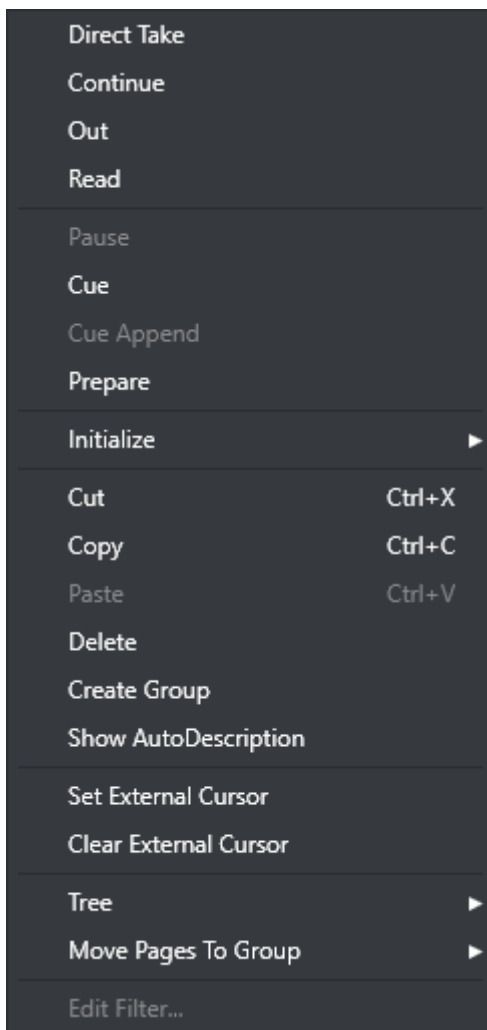 Direct Take
Continue
Out
Read
Pause
Cue
Cue Append
Prepare
Initialize
Cut Ctrl+X
Copy Ctrl+C
Paste Ctrl+V
Delete
Create Group
Show AutoDescription
Set External Cursor
Clear External Cursor
Tree
Move Pages To Group
Edit Filter...